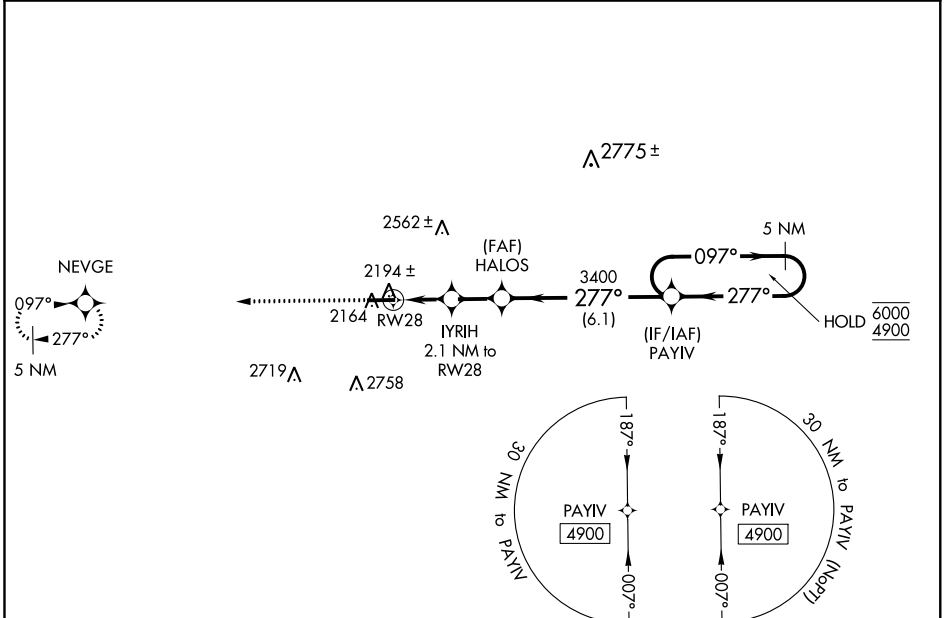 2775 ±
2562 ±
5 NM
(FAF)
HALOS
097°
NEVGE
2194 ±
3400
277°
(6.1)
277°
097°
2164
RW28
HOLD
6000
4900
277°
IYRIH
2.1 NM to
RW28
(IF/IAF)
PAYIV
5 NM
2719
2758
187°
30 NM to PAYIV
PAYIV
4900
007°
187°
30 NM to PAYIV (NoPT)
PAYIV
4900
007°